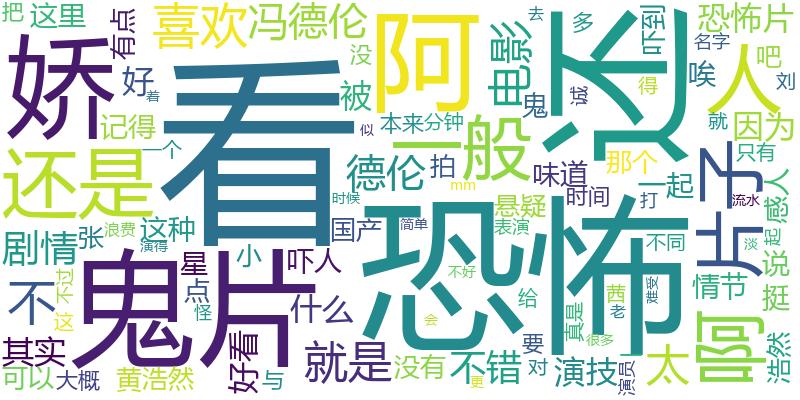 把
这里
有点
喜欢
冯德伦
没
阿
电影
去
多
吓到
恐怖片
名字
人
吧
刘
娇
好
着
看
被
似
鬼
诚
还
唉
得
就
因为
记得
一个
本来
分钟
一般
味道
那个
一起
只有
还是
德伦
拍
时间
打
片子
流水
感人
剧情
张
浪费
这种
演得
时候
国产
简单
mm
悬疑
表演
不同
淡
起
说
不
不过
这
鬼片
星
点
怪
小
吓人
什么
恐怖
不好
给
真是
茜
老
难受
情节
挺
啊
浩然
其实
可以
大概
黄浩然
好看
与
就是
没有
会
不错
更
要
对
演技
很多
演员
太